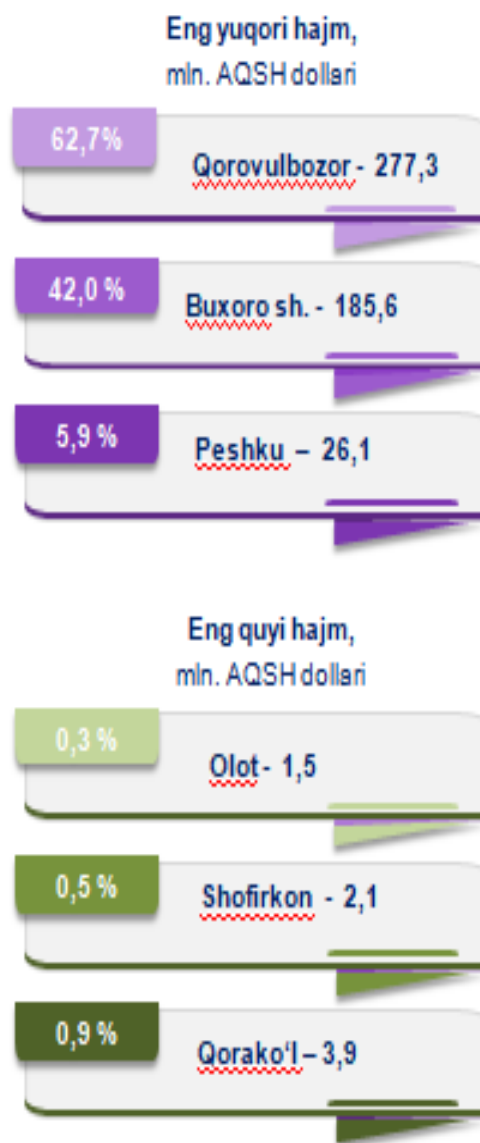 Eng yuqori hajm,
mln. AQSH dollari
62,7%
Qorovulbozor - 277,3
42,0 %
Buxoro sh. - 185,6
5,9 %
Peshku – 26,1
Eng quyi hajm,
mln. AQSH dollari
0,3 %
Olot - 1,5
0,5 %
Shofirkon - 2,1
0,9 %
Qorako‘l – 3,9